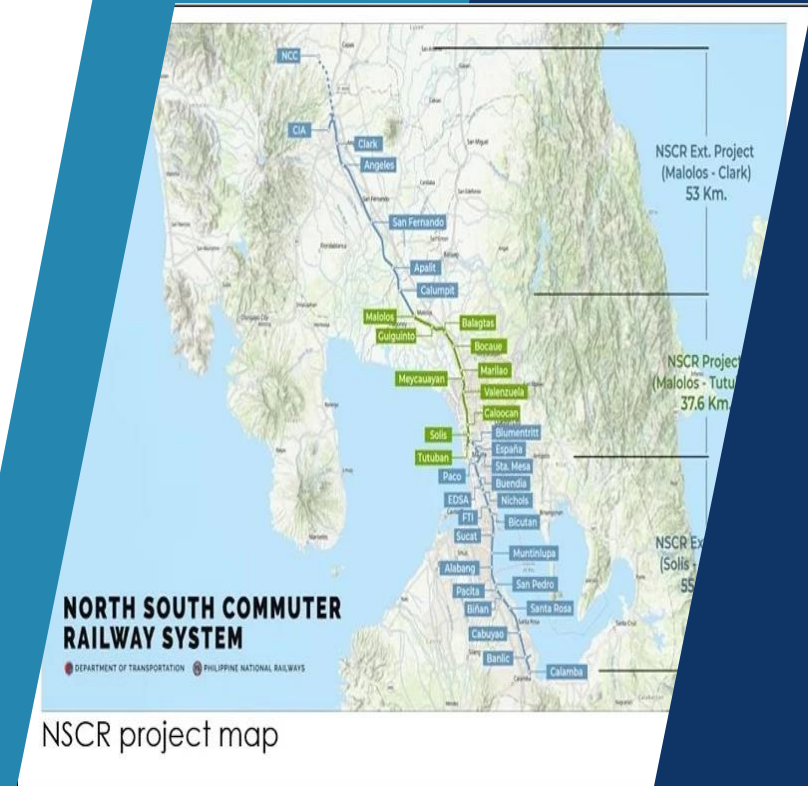 NCC
CIA
Clark
Angeles
San Fernando
Apalit
Calumpit
Malolos
Guiguinto
Balagtas
Bocaue
Marilao
Meycauayan
Valenzuela
Caloocan
Solis
Blumentritt
España
Tutuban
Sta. Mesa
Paco
Buendia
EDSA
Nichols
FTI
Bicutan
Sucat
Muntinlupa
Alabang
San Pedro
Pacita
Biñan
Santa Rosa
Cabuyao
Banlic
Calamba
NSCR Ext. Project
(Malolos - Clark)
53 Km.
NSCR Project
(Malolos - Tutu
37.6 Km.
NSCR Ex
(Solis -
55
NORTH SOUTH COMMUTER
RAILWAY SYSTEM
DEPARTMENT OF TRANSPORTATION PHILIPPINE NATIONAL RAILWAYS
NSCR project map